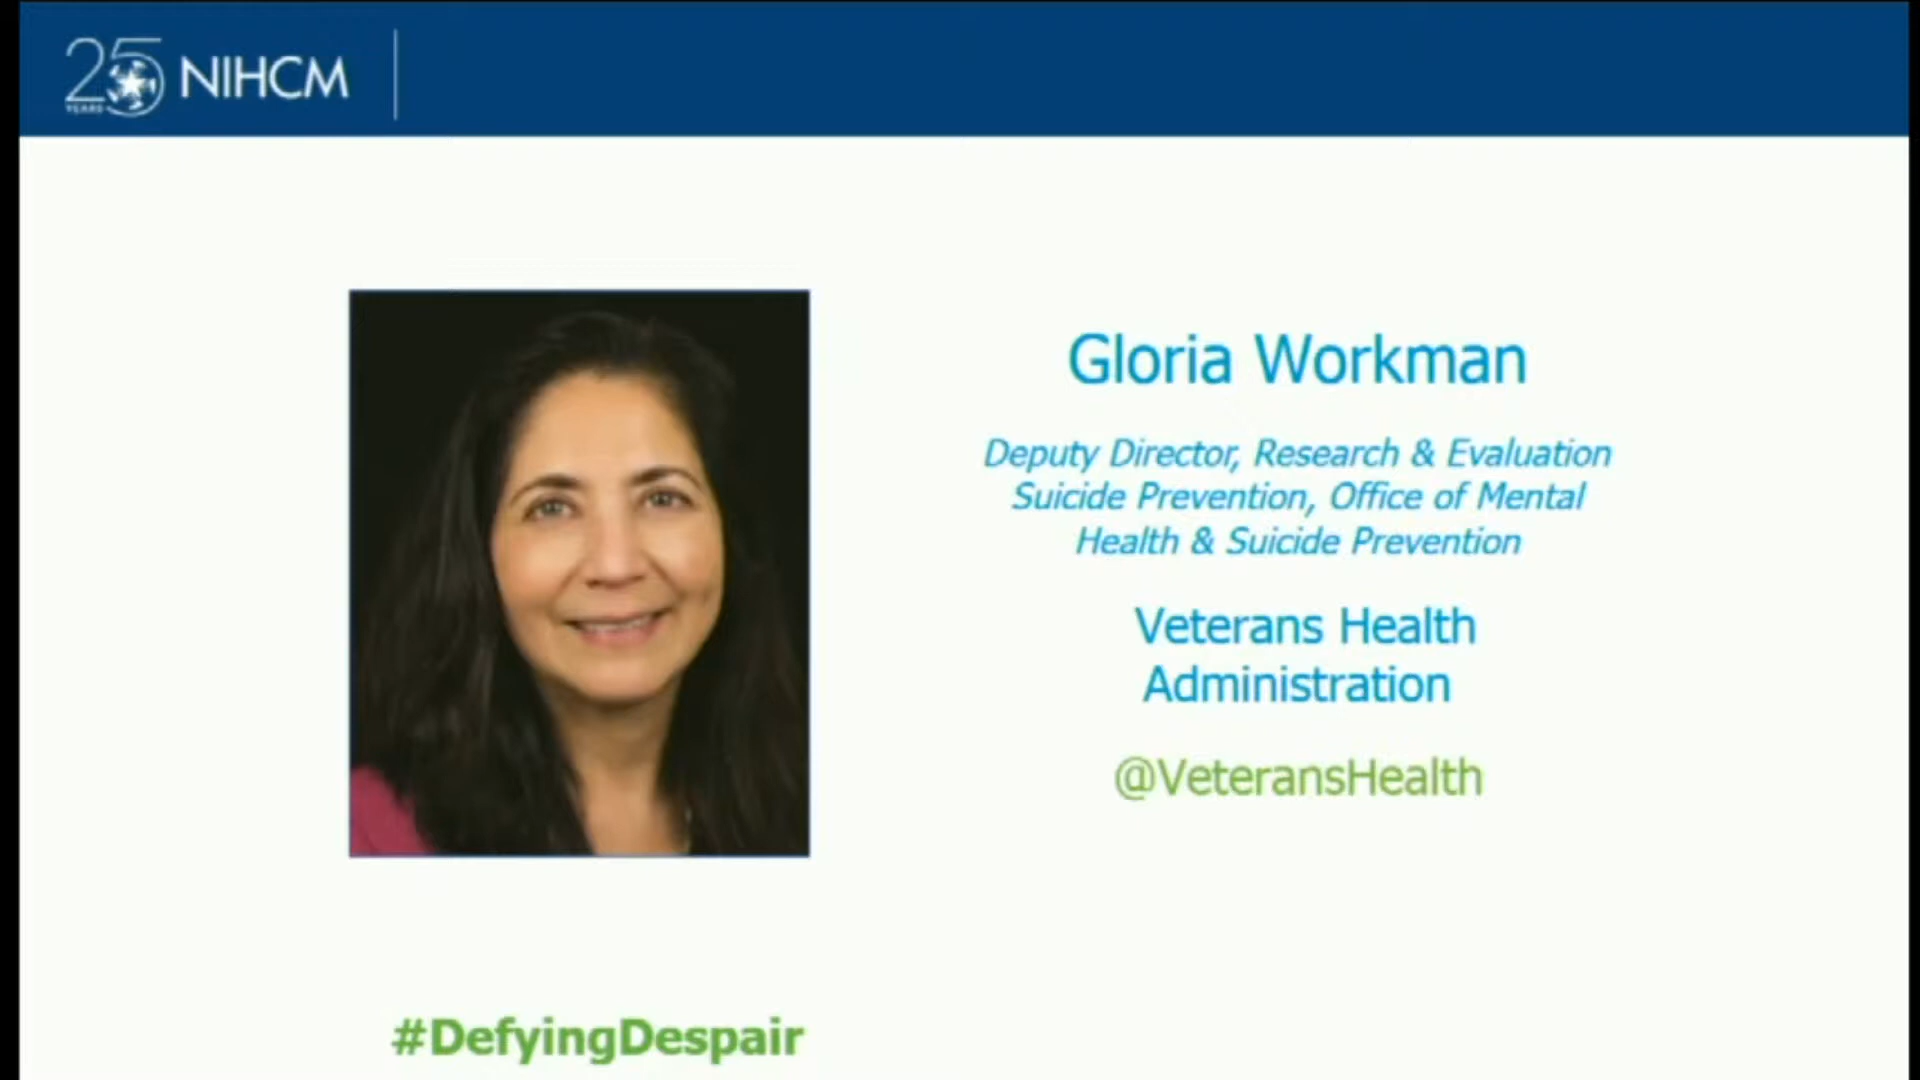 25 YEARS NIHCM
Gloria Workman
Deputy Director, Research & Evaluation
Suicide Prevention, Office of Mental
Health & Suicide Prevention
Veterans Health
Administration
@VeteransHealth
#DefyingDespair